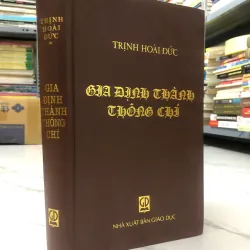 TRỊNH
HOÀI
ĐỨC
GIA
ĐỊNH
THÀNH
THÔNG
CHÍ
TRỊNH HOÀI ĐỨC
GIA ĐỊNH THÀNH
THÔNG CHÍ
NHÀ XUẤT BẢN GIÁO DỤC